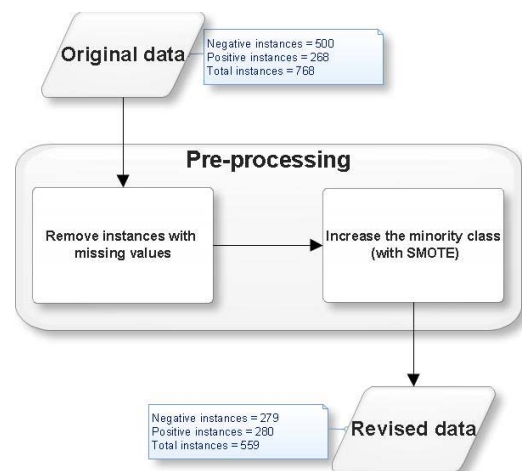 Original data
Negative instances = 500
Positive instances = 268
Total instances = 768
Pre-processing
Remove instances with
missing values
Increase the minority class
(with SMOTE)
Negative instances = 279
Positive instances = 280
Total instances = 559
Revised data